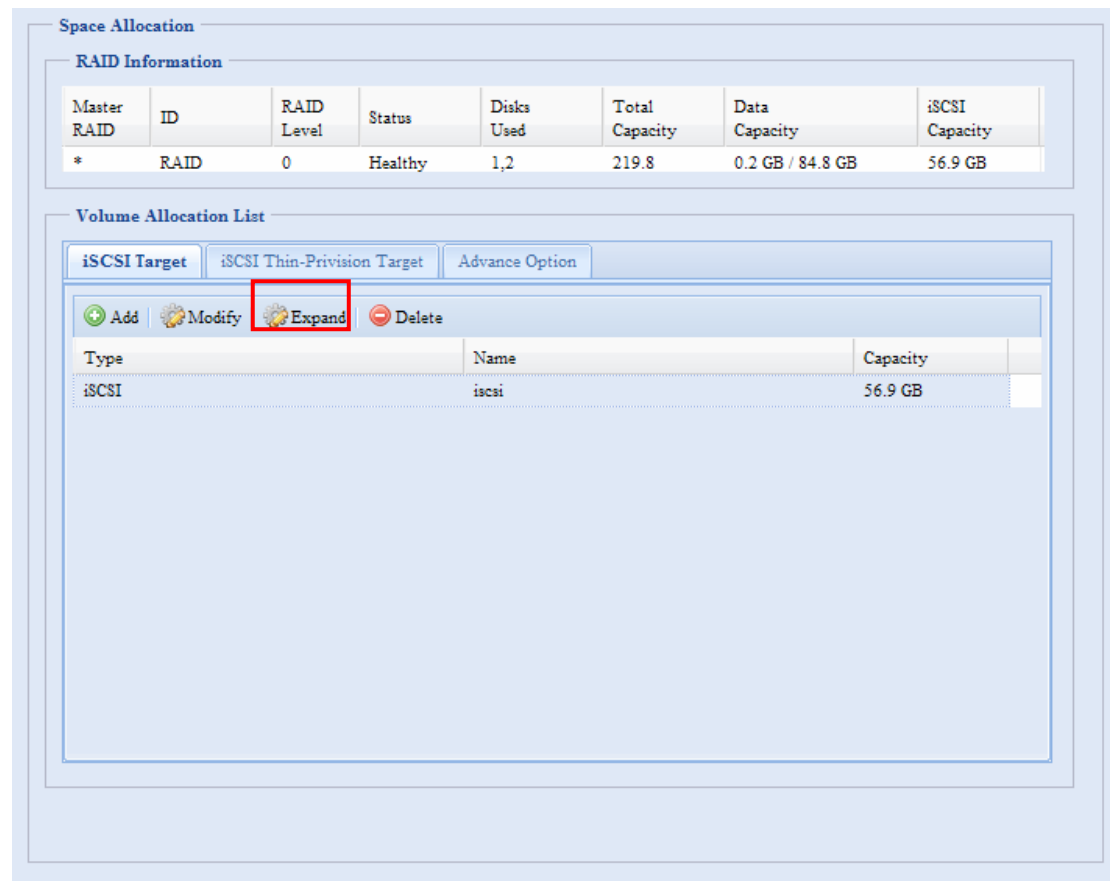 Space Allocation
RAID Information
Master RAID ID RAID Level Status Disks Used Total Capacity Data Capacity iSCSI Capacity
* RAID 0 Healthy 1,2 219.8 0.2 GB / 84.8 GB 56.9 GB
Volume Allocation List
iSCSI Target iSCSI Thin-Privision Target Advance Option
Add Modify Expand Delete
Type Name Capacity
iSCSI iscsi 56.9 GB